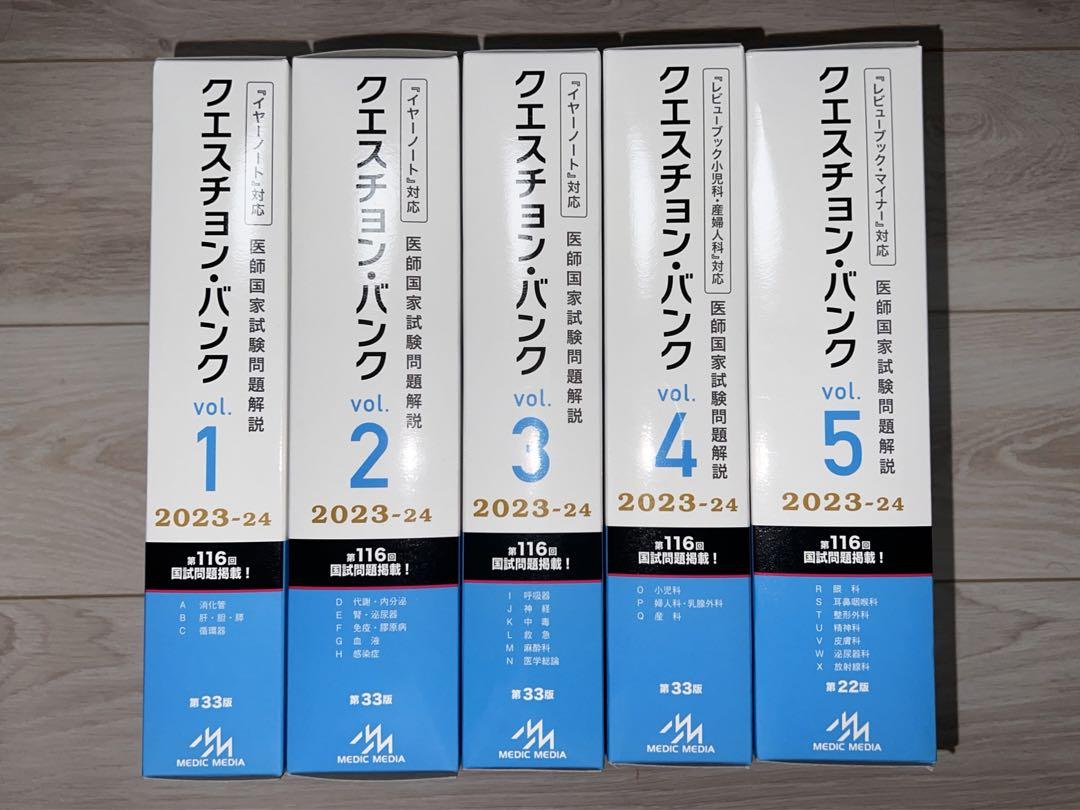 『イヤーノート』対応
クエスチョン・バンク
医師国家試験問題解説
vol.
1
2023-24
第116回
国試問題掲載！
A 消化管
B 肝・胆・膵
C 循環器
第33版
MEDIC MEDIA
『イヤーノート』対応
クエスチョン・バンク
医師国家試験問題解説
vol.
2
2023-24
第116回
国試問題掲載！
D 代謝・内分泌
E 腎・泌尿器
F 免疫・膠原病
G 血液
H 感染症
第33版
MEDIC MEDIA
『イヤーノート』対応
クエスチョン・バンク
医師国家試験問題解説
vol.
3
2023-24
第116回
国試問題掲載！
I 呼吸器
J 神経
K 中毒
L 救急
M 麻酔科
N 医学総論
第33版
MEDIC MEDIA
『レビューブック小児科・産婦人科』対応
クエスチョン・バンク
医師国家試験問題解説
vol.
4
2023-24
第116回
国試問題掲載！
O 小児科
P 婦人科・乳腺外科
Q 産科
第33版
MEDIC MEDIA
『レビューブック・マイナー』対応
クエスチョン・バンク
医師国家試験問題解説
vol.
5
2023-24
第116回
国試問題掲載！
R 眼科
S 耳鼻咽喉科
T 整形外科
U 精神科
V 皮膚科
W 泌尿器科
X 放射線科
第22版
MEDIC MEDIA